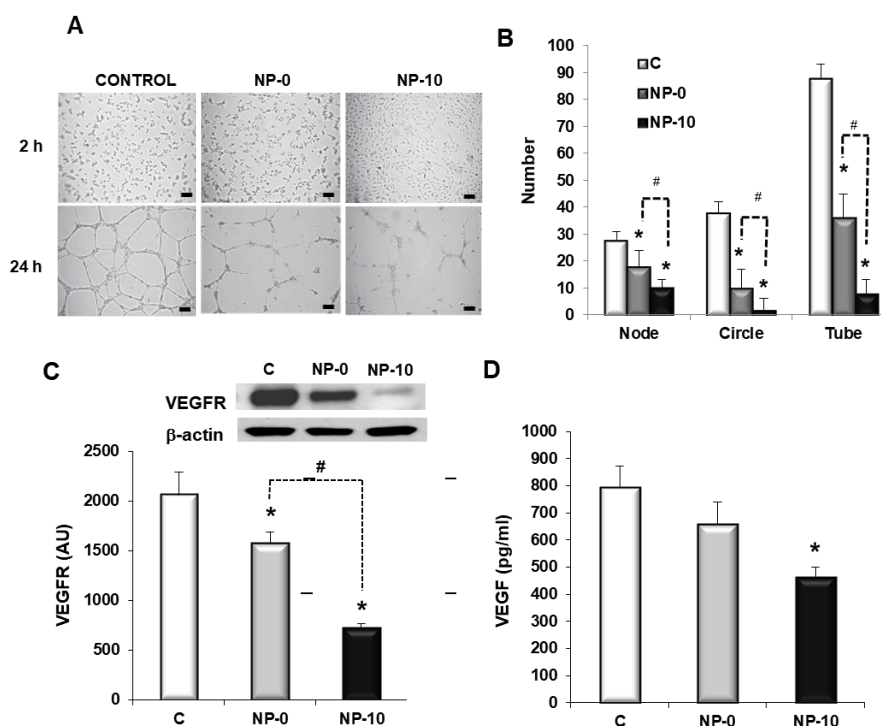 A
CONTROL NP-0 NP-10
2 h
24 h
B
100
90
80
70
60
50
40
30
20
10
0
Number
C
NP-0
NP-10
#
#
#
*
*
*
*
*
*
Node Circle Tube
C
C NP-0 NP-10
VEGFR
β-actin
2500
2000
1500
1000
500
0
VEGFR (AU)
#
*
*
C NP-0 NP-10
D
1000
900
800
700
600
500
400
300
200
100
0
VEGF (pg/ml)
*
C NP-0 NP-10